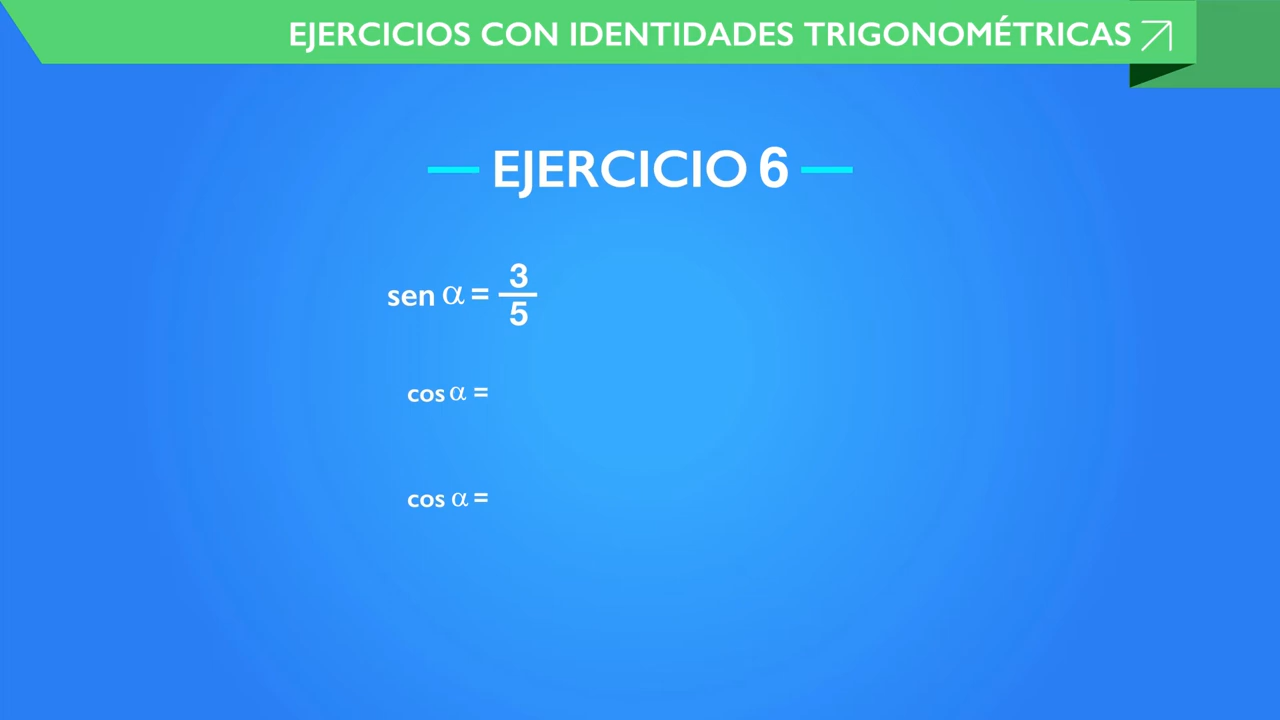 EJERCICIOS CON IDENTIDADES TRIGONOMÉTRICAS
EJERCICIO 6
sen α = 3/5
cos α =
cos α =